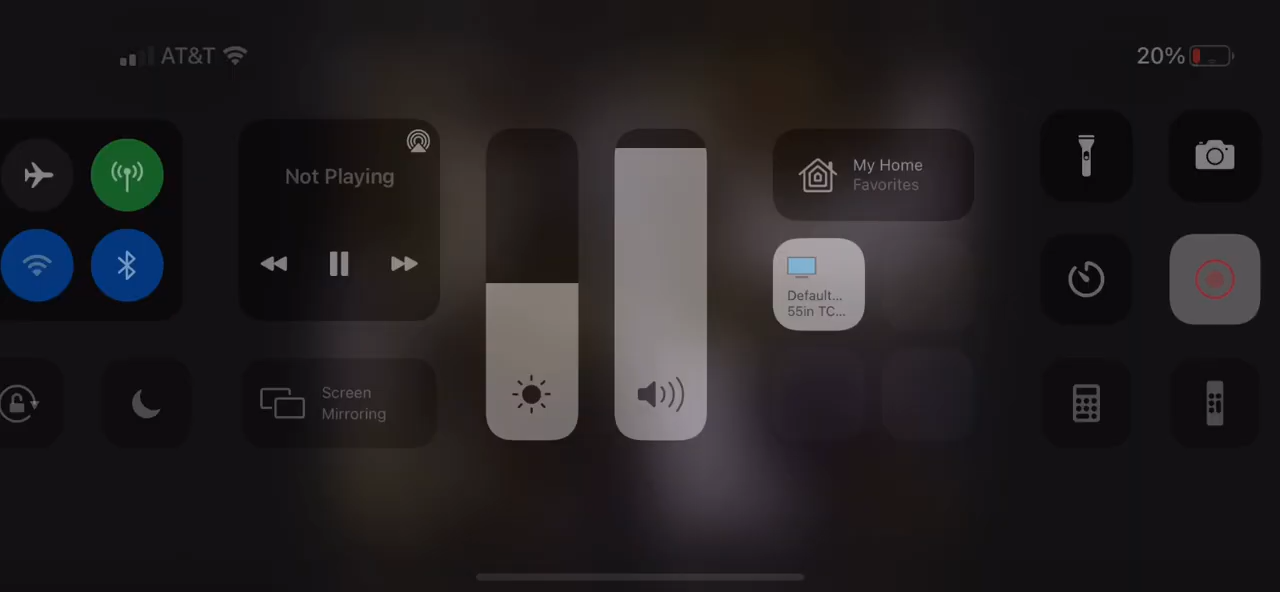 AT&T
20%
Not Playing
My Home
Favorites
Default...
55in TC...
Screen
Mirroring